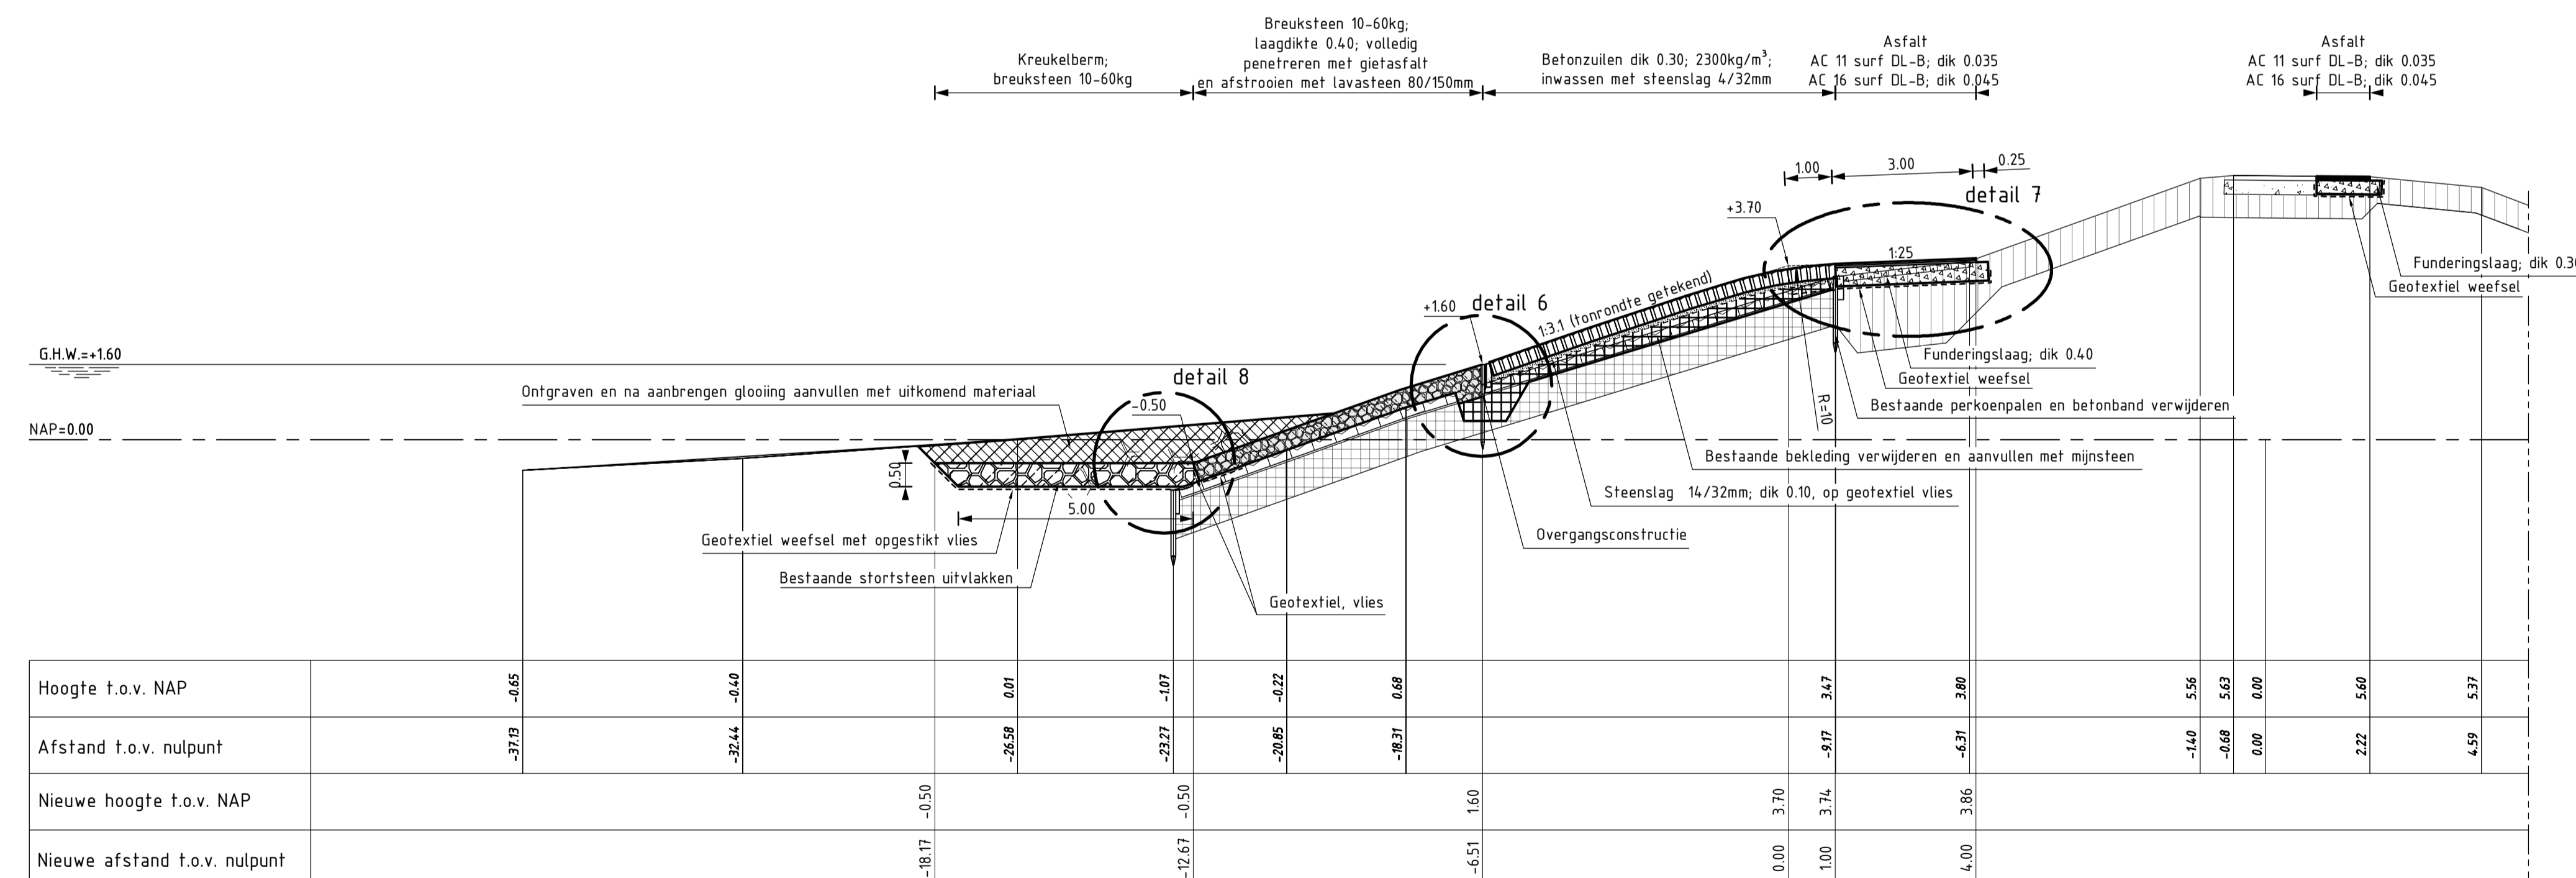 Kreukelberm;
breuksteen 10-60kg
Breuksteen 10-60kg;
laagdikte 0.40; volledig
penetreren met gietasfalt
en afstrooien met lavasteen 80/150mm
Betonzuilen dik 0.30; 2300kg/m³;
inwassen met steenslag 4/32mm
Asfalt
AC 11 surf DL-B; dik 0.035
AC 16 surf DL-B; dik 0.045
Asfalt
AC 11 surf DL-B; dik 0.035
AC 16 surf DL-B; dik 0.045
1.00
3.00
0.25
detail 7
+3.70
1:25
Funderingslaag; dik 0.30
Geotextiel weefsel
+1.60
detail 6
1:3.1 (tonrondte getekend)
G.H.W.=+1.60
Funderingslaag; dik 0.40
Geotextiel weefsel
detail 8
Ontgraven en na aanbrengen glooiing aanvullen met uitkomend materiaal
-0.50
R=10
Bestaande perkoenpalen en betonband verwijderen
NAP=0.00
Bestaande bekleding verwijderen en aanvullen met mijnsteen
0.50
Steenslag 14/32mm; dik 0.10, op geotextiel vlies
5.00
Overgangsconstructie
Geotextiel weefsel met opgestikt vlies
Bestaande stortsteen uitvlakken
Geotextiel, vlies
Hoogte t.o.v. NAP -0.65 -0.40 0.01 -1.07 -0.22 0.68 3.47 3.80 5.56 5.63 0.00 5.60 5.37
Afstand t.o.v. nulpunt -37.13 -32.44 -26.58 -23.27 -20.85 -18.31 -9.17 -6.31 -1.40 -0.68 0.00 2.22 4.59
Nieuwe hoogte t.o.v. NAP -0.50 -0.50 1.60 3.70 3.74 3.86
Nieuwe afstand t.o.v. nulpunt -18.17 -12.67 -6.51 0.00 1.00 4.00